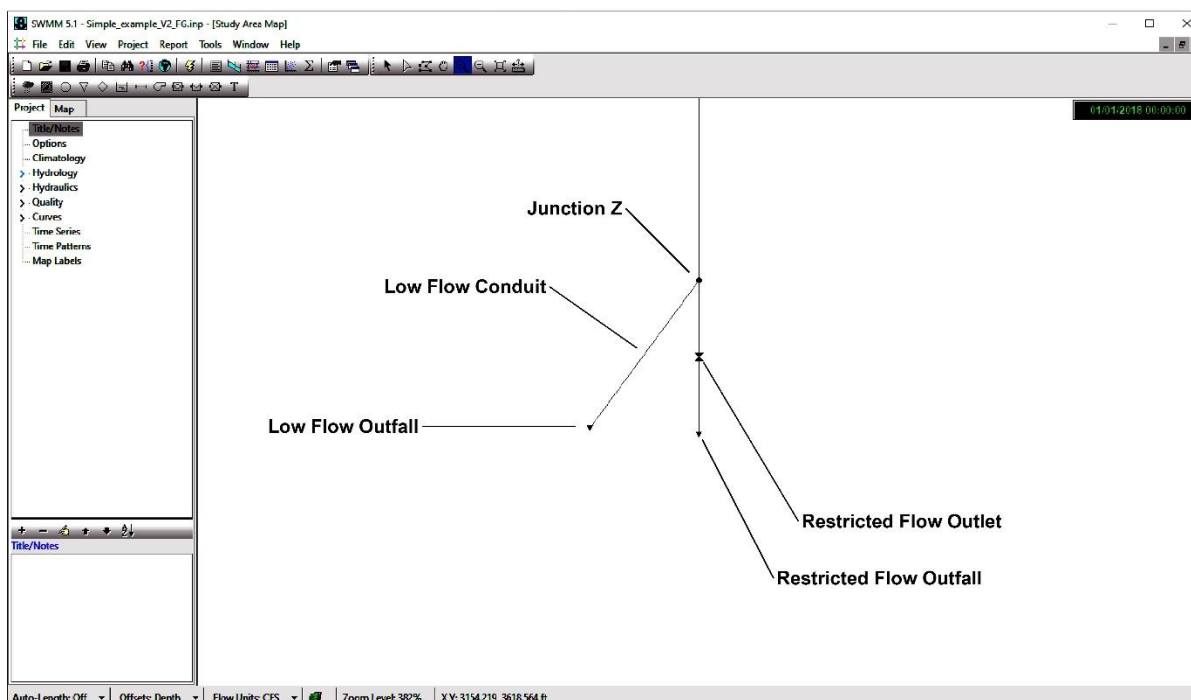 SWMM 5.1 - Simple_example_V2_FG.inp - [Study Area Map]
File Edit View Project Report Tools Window Help
T
Project Map
01/01/2018 00:00:00
Title/Notes
Options
Climatology
Hydrology
Hydraulics
Quality
Curves
Time Series
Time Patterns
Map Labels
Junction Z
Low Flow Conduit
Low Flow Outfall
Restricted Flow Outlet
Restricted Flow Outfall
Title/Notes
Auto-Length: Off Offsets: Depth Flow Units: CFS Zoom Level: 382% X,Y: 3154.219, 3618.564 ft